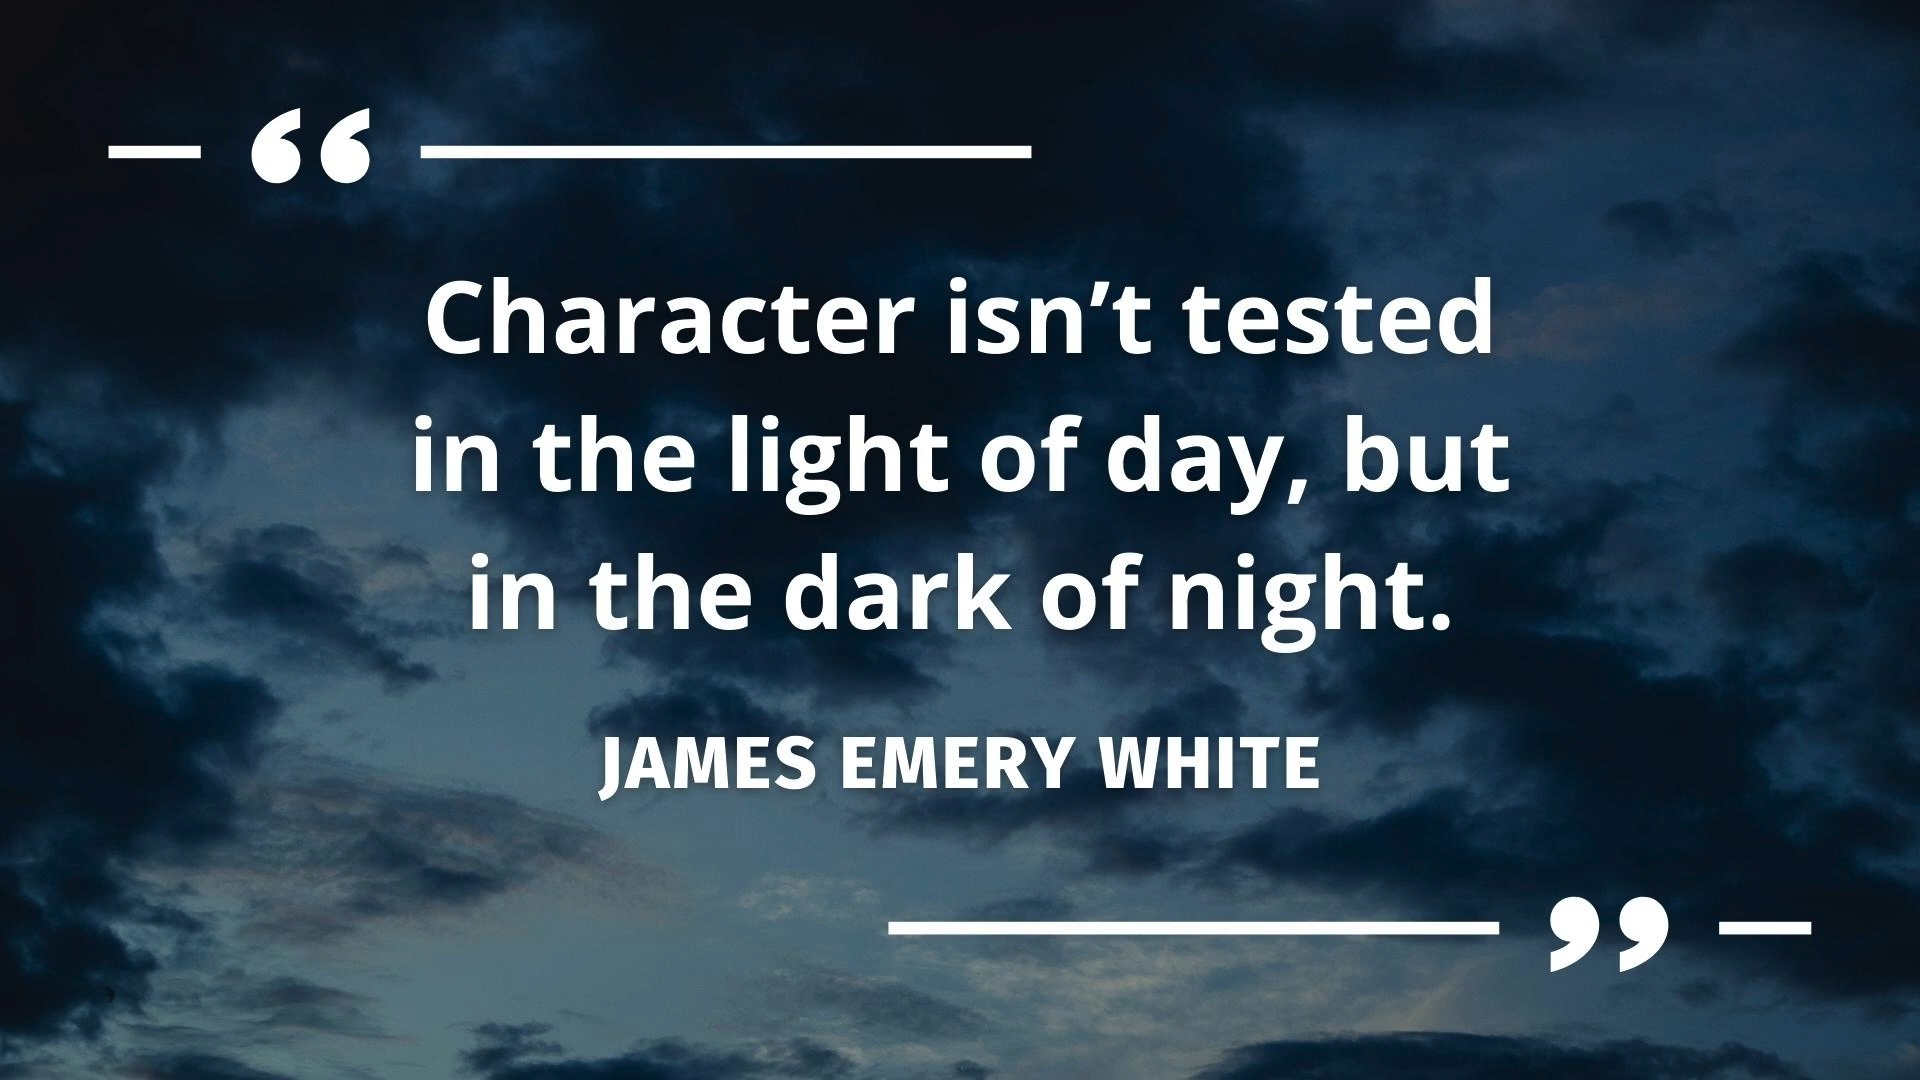 “
Character isn’t tested
in the light of day, but
in the dark of night.
JAMES EMERY WHITE
”